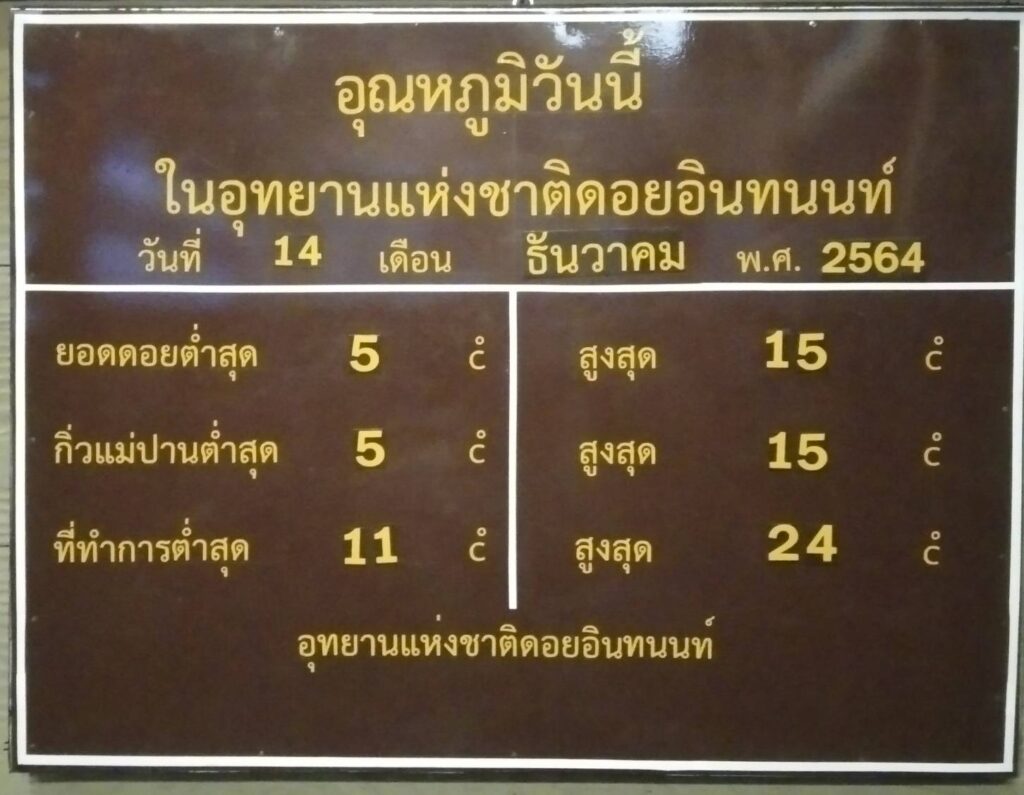 อุณหภูมิวันนี้
ในอุทยานแห่งชาติดอยอินทนนท์
วันที่ 14 เดือน ธันวาคม พ.ศ. 2564
ยอดดอยต่ำสุด 5 ํC สูงสุด 15 ํC
กิ่วแม่ปานต่ำสุด 5 ํC สูงสุด 15 ํC
ที่ทำการต่ำสุด 11 ํC สูงสุด 24 ํC
อุทยานแห่งชาติดอยอินทนนท์